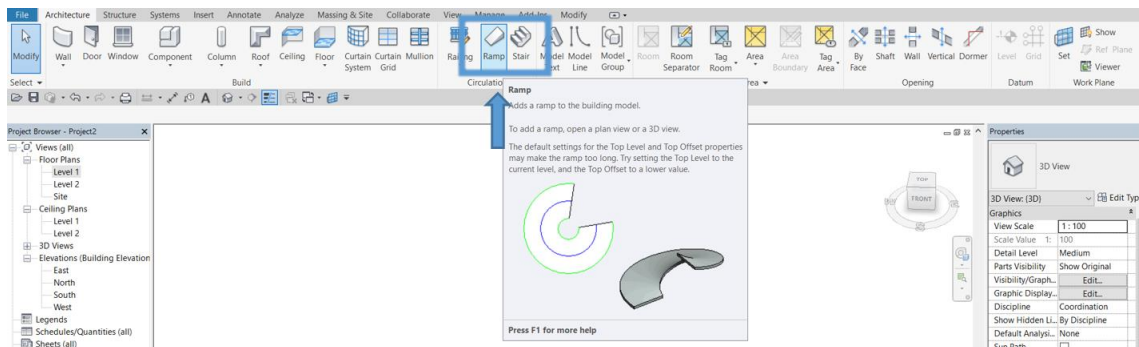 File Architecture Structure Systems Insert Annotate Analyze Massing & Site Collaborate View Manage Add-Ins Modify
Modify Wall Door Window Component Column Roof Ceiling Floor Curtain System Curtain Grid Mullion Railing Ramp Stair Model Text Model Line Model Group Room Room Separator Tag Room Area Area Boundary Tag Area By Face Shaft Wall Vertical Dormer Level Grid Set Show Ref Plane Viewer
Select Build Circulation Opening Datum Work Plane
Ramp
Adds a ramp to the building model.
To add a ramp, open a plan view or a 3D view.
The default settings for the Top Level and Top Offset properties
may make the ramp too long. Try setting the Top Level to the
current level, and the Top Offset to a lower value.
Press F1 for more help
Project Browser - Project2
Views (all)
Floor Plans
Level 1
Level 2
Site
Ceiling Plans
Level 1
Level 2
3D Views
Elevations (Building Elevation
East
North
South
West
Legends
Schedules/Quantities (all)
Sheets (all)
TOP
FRONT
Properties
3D View
3D View: (3D) Edit Typ
Graphics
View Scale 1 : 100
Scale Value 1: 100
Detail Level Medium
Parts Visibility Show Original
Visibility/Graph... Edit...
Graphic Display... Edit...
Discipline Coordination
Show Hidden Li... By Discipline
Default Analysi... None
Sun Path